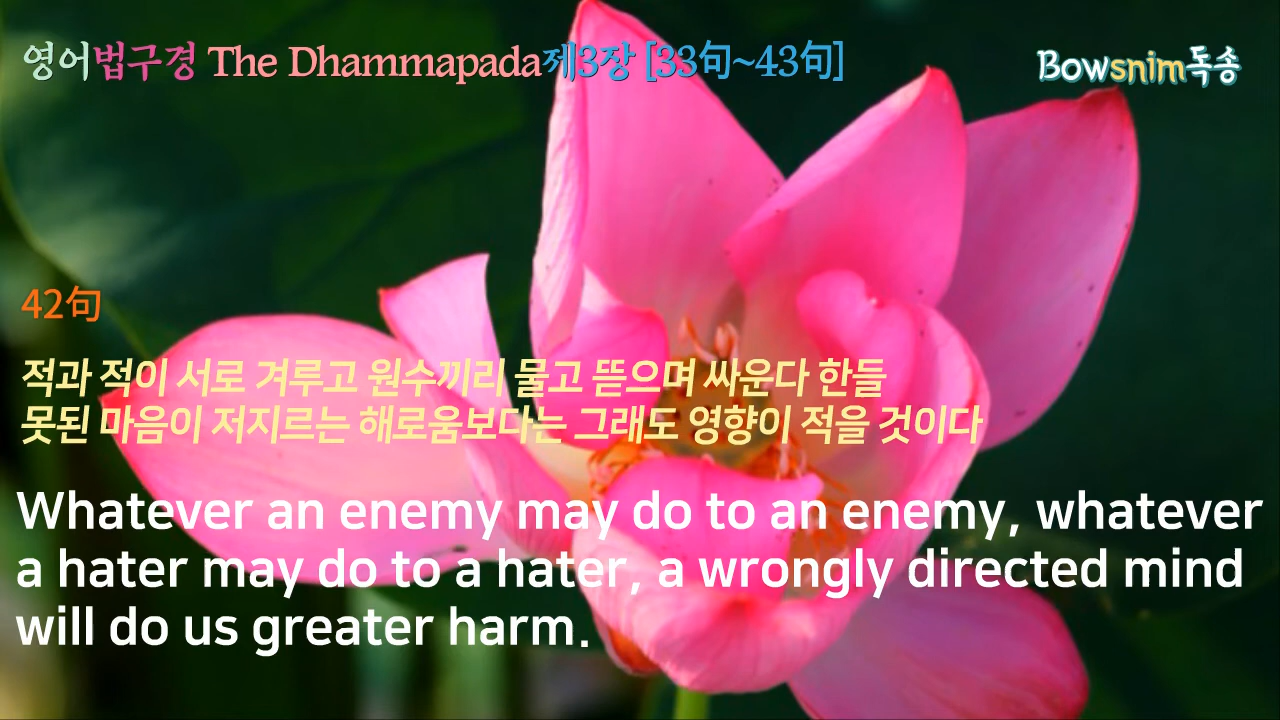 영어법구경 The Dhammapada제3장 [33句~43句]
Bowsnim독송
42句
적과 적이 서로 겨루고 원수끼리 물고 뜯으며 싸운다 한들
못된 마음이 저지르는 해로움보다는 그래도 영향이 적을 것이다
Whatever an enemy may do to an enemy, whatever
a hater may do to a hater, a wrongly directed mind
will do us greater harm.